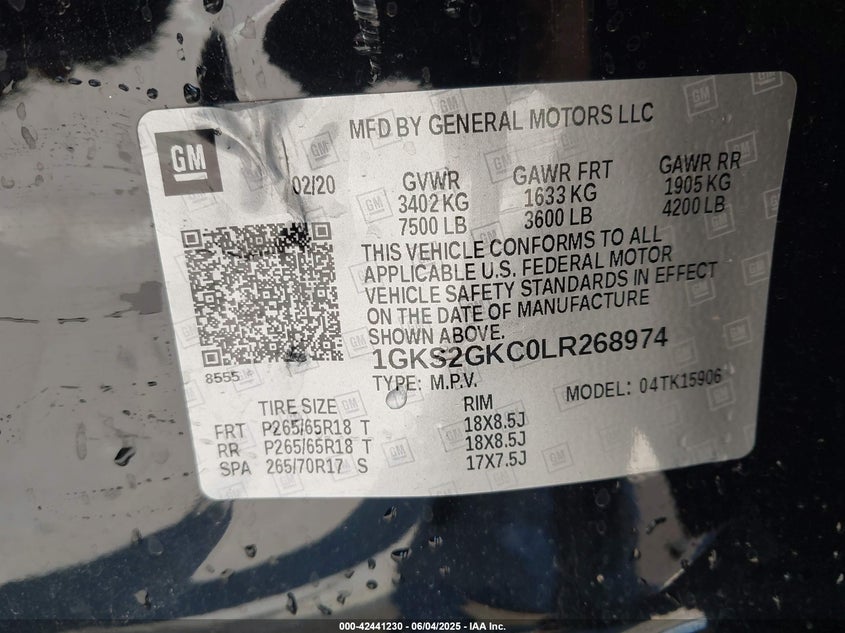 MFD BY GENERAL MOTORS LLC
GM
02/20
GVWR
3402 KG
7500 LB
GAWR FRT
1633 KG
3600 LB
GAWR RR
1905 KG
4200 LB
THIS VEHICLE CONFORMS TO ALL
APPLICABLE U.S. FEDERAL MOTOR
VEHICLE SAFETY STANDARDS IN EFFECT
ON THE DATE OF MANUFACTURE
SHOWN ABOVE.
1GKS2GKC0LR268974
8555
TYPE: M.P.V.
MODEL: 04TK15906
TIRE SIZE
RIM
FRT P265/65R18 T 18X8.5J
RR P265/65R18 T 18X8.5J
SPA 265/70R17 S 17X7.5J
000-42441230 - 06/04/2025 - IAA Inc.